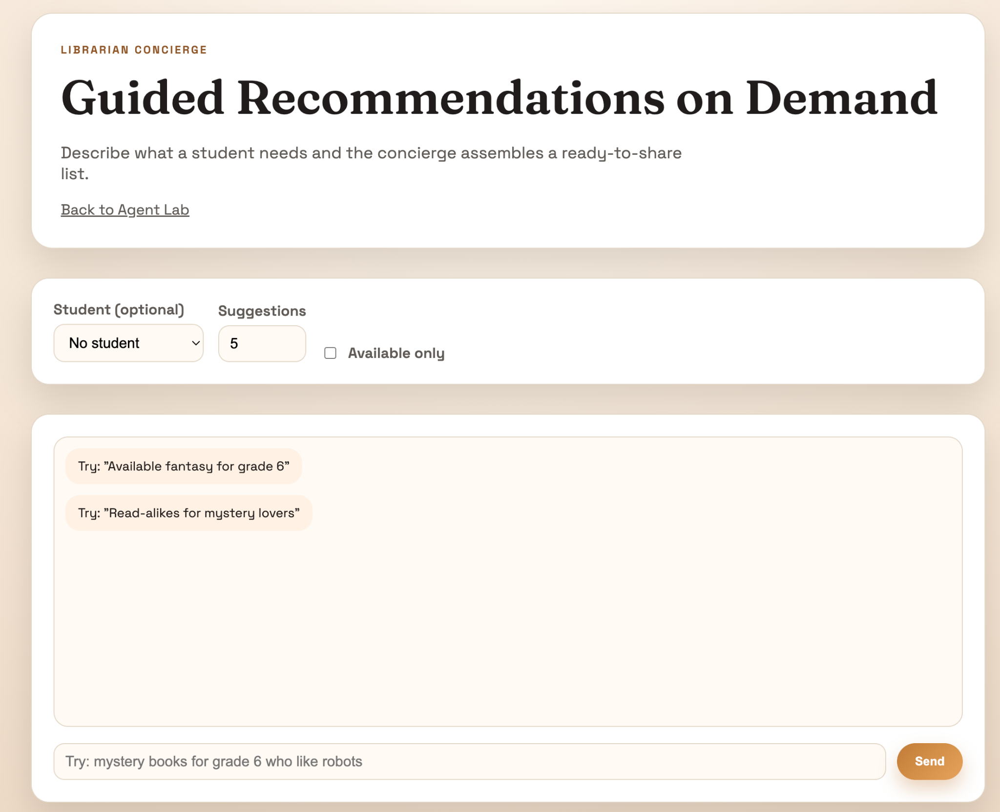 LIBRARIAN CONCIERGE
Guided Recommendations on Demand
Describe what a student needs and the concierge assembles a ready-to-share
list.
Back to Agent Lab
Student (optional)
Suggestions
No student
5
Available only
Try: ”Available fantasy for grade 6”
Try: ”Read-alikes for mystery lovers”
Try: mystery books for grade 6 who like robots
Send